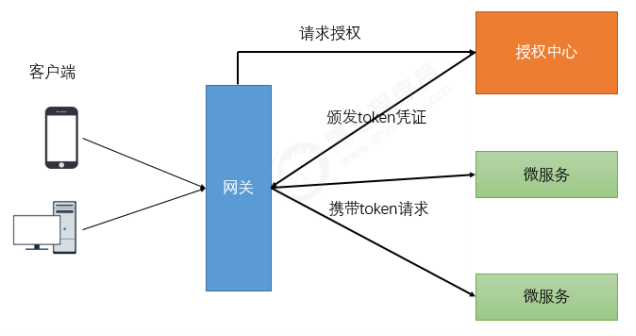 请求授权
授权中心
客户端
颁发token凭证
网关
微服务
携带token请求
微服务